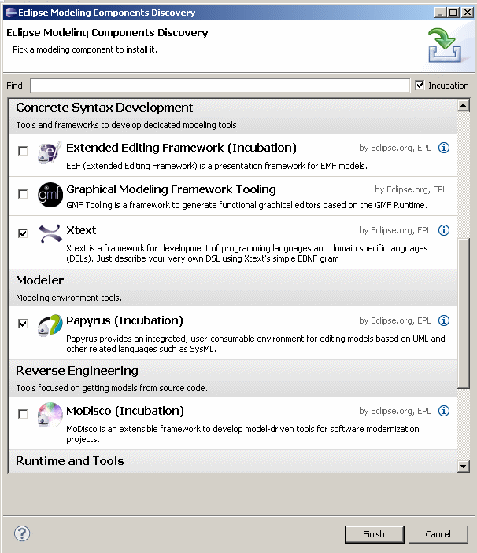 Eclipse Modeling Components Discovery
Eclipse Modeling Components Discovery
Pick a modeling component to install it.
Find Incubation
Concrete Syntax Development
Tools and frameworks to develop dedicated modeling tools
Extended Editing Framework (Incubation) by Eclipse.org, EPL
EEF (Extended Editing Framework) is a presentation framework for EMF models.
gmf Graphical Modeling Framework Tooling by Eclipse.org, EPL
GMF Tooling is a framework to generate functional graphical editors based on the GMF Runtime.
Xtext by Eclipse.org, EPL
Xtext is a framework for development of programming languages and domain specific languages
(DSLs). Just describe your very own DSL using Xtext's simple EBNF gram
Modeler
Modeling environment tools.
Papyrus (Incubation) by Eclipse.org, EPL
Papyrus provides an integrated, user-consumable environment for editing models based on UML and
other related languages such as SysML.
Reverse Engineering
Tools focused on getting models from source code.
MoDisco (Incubation) by Eclipse.org, EPL
MoDisco is an extensible framework to develop model-driven tools for software modernization
projects.
Runtime and Tools
Finish Cancel